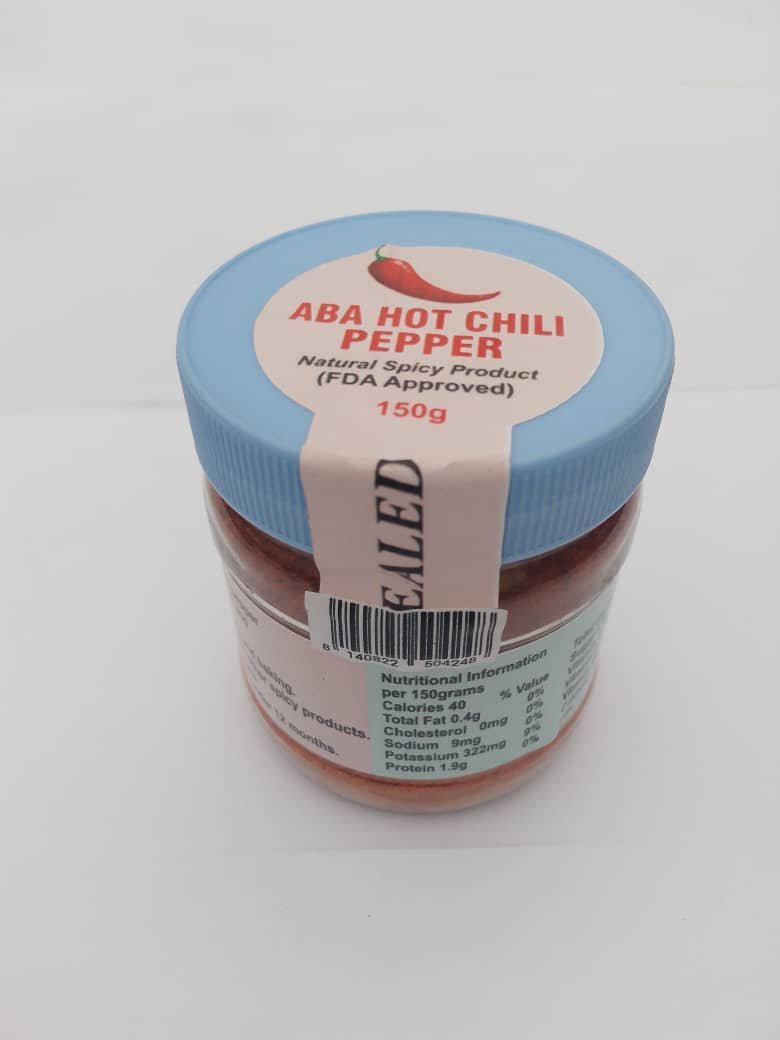 ABA HOT CHILI
PEPPER
Natural Spicy Product
(FDA Approved)
150g
EALED
6 140822 504248
baking.
spicy products.
12 months.
Nutritional Information
per 150grams % Value
Calories 40 0%
Total Fat 0.4g 0%
Cholesterol 0mg 0%
Sodium 9mg 9%
Potassium 322mg 0%
Protein 1.9g